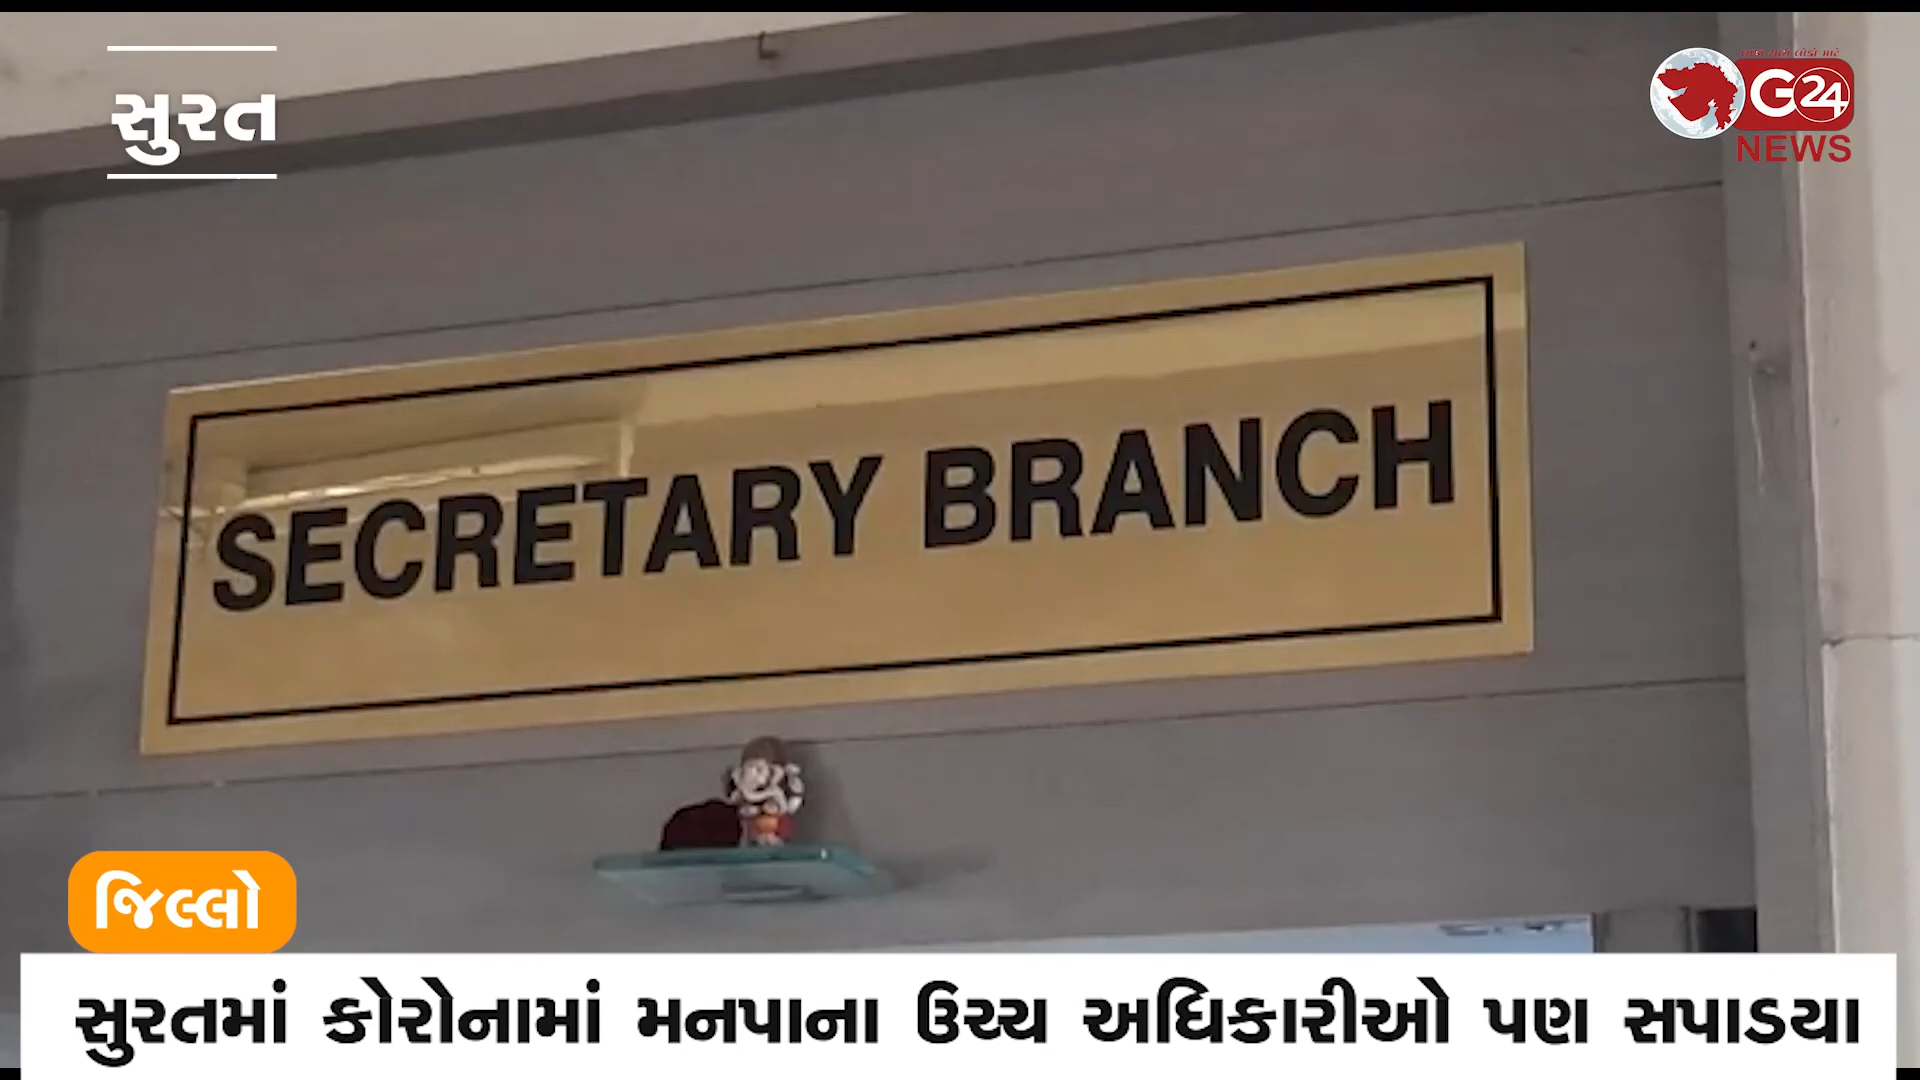 સુરત
G24
NEWS
SECRETARY BRANCH
જિલ્લો
સુરતમાં કોરોનામાં મનપાના ઉચ્ચ અધિકારીઓ પણ સપાડયા